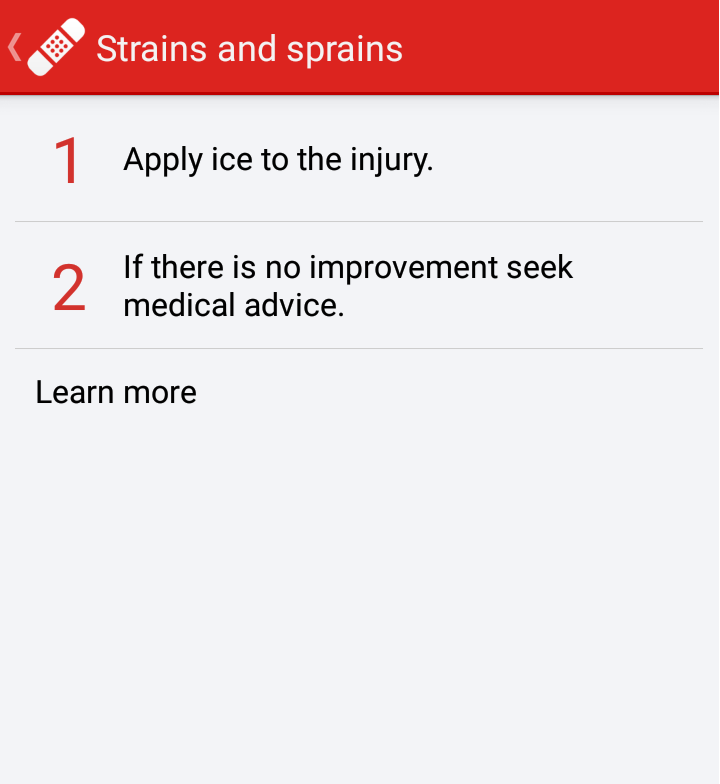 Strains and sprains
1 Apply ice to the injury.
2 If there is no improvement seek
medical advice.
Learn more